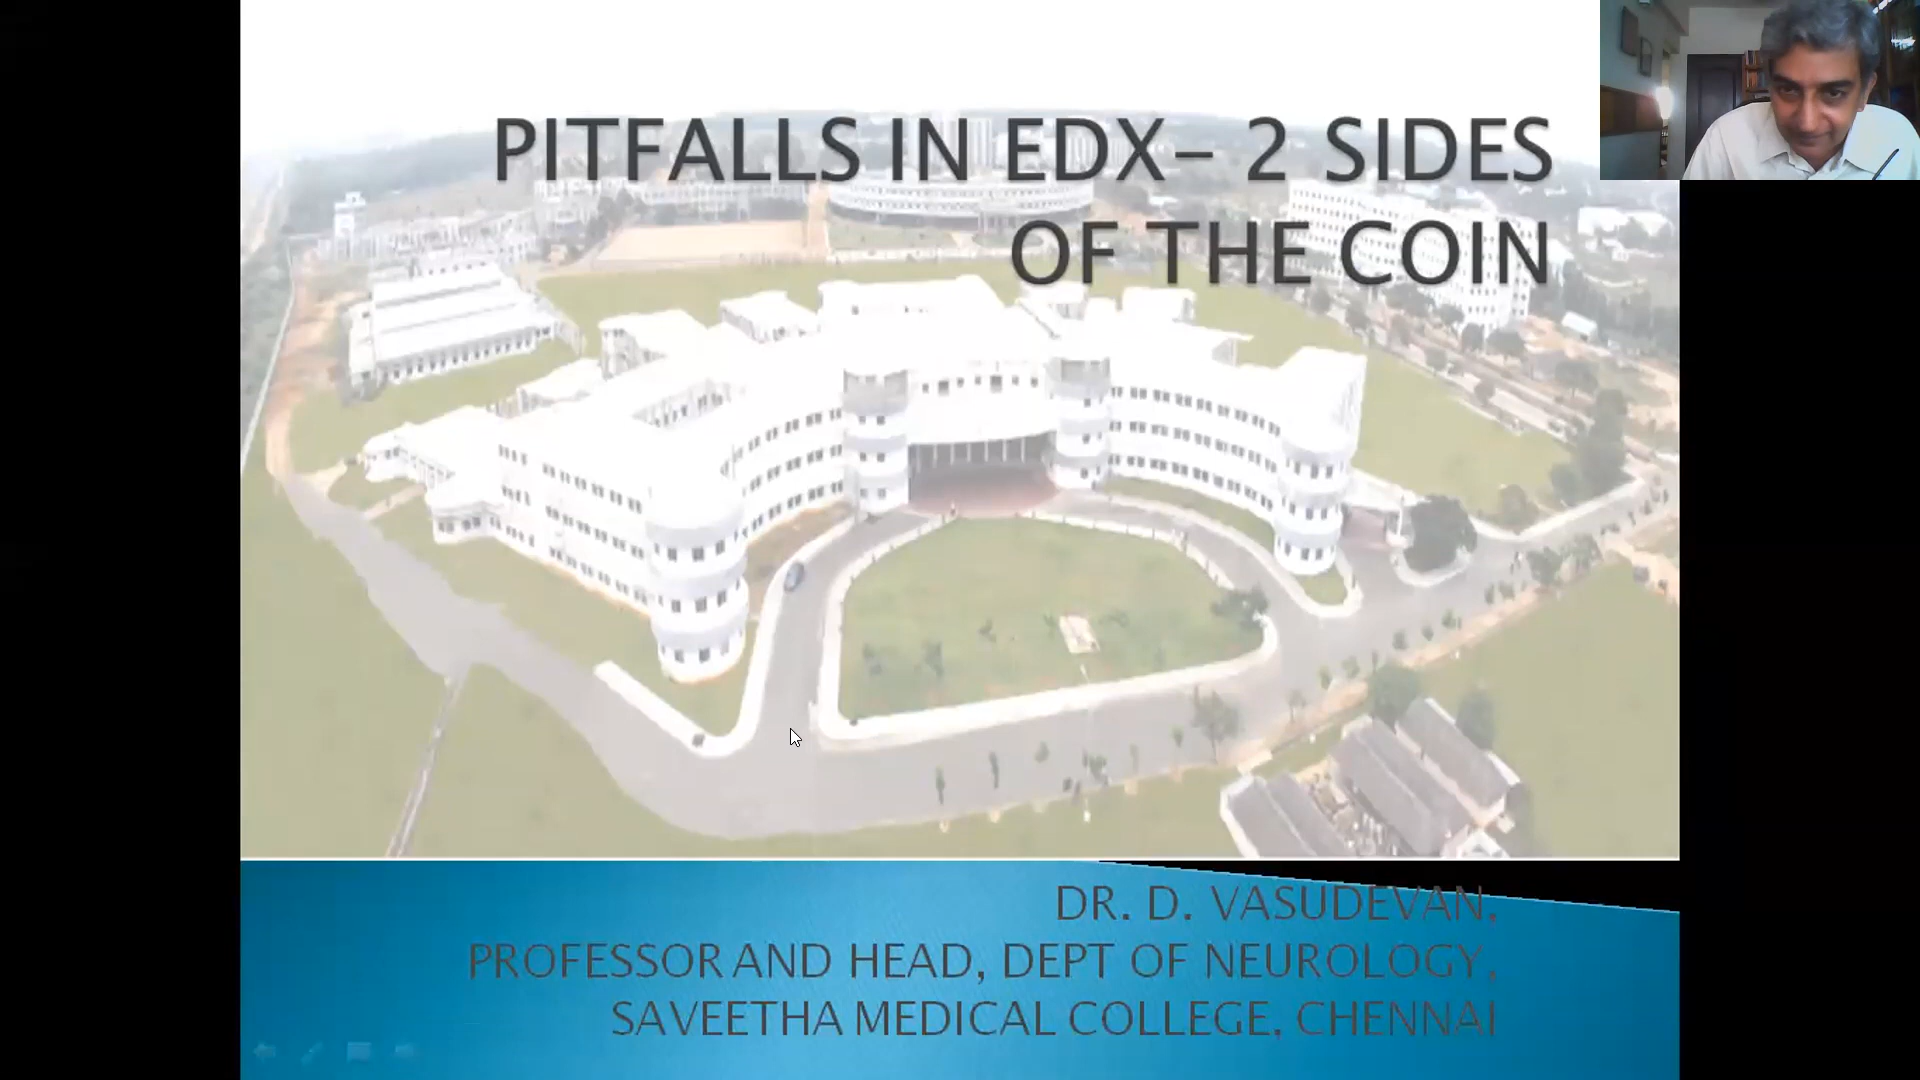 PITFALLS IN EDX– 2 SIDES
OF THE COIN
DR. D. VASUDEVAN,
PROFESSOR AND HEAD, DEPT OF NEUROLOGY,
SAVEETHA MEDICAL COLLEGE, CHENNAI